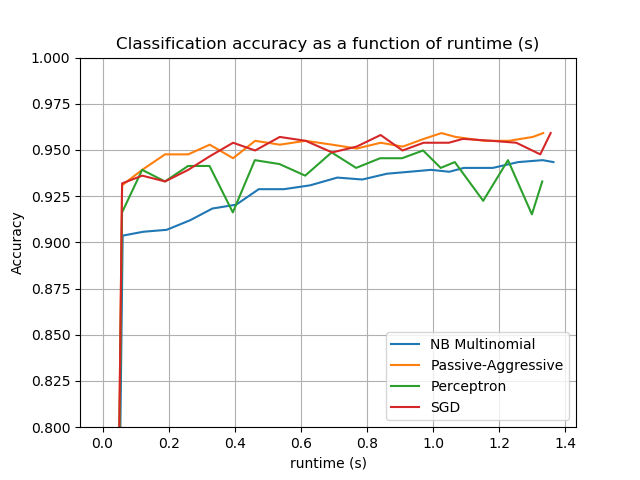 Classification accuracy as a function of runtime (s)
1.000
0.975
0.950
0.925
0.900
0.875
0.850
0.825
0.800
Accuracy
NB Multinomial
Passive-Aggressive
Perceptron
SGD
0.0 0.2 0.4 0.6 0.8 1.0 1.2 1.4
runtime (s)